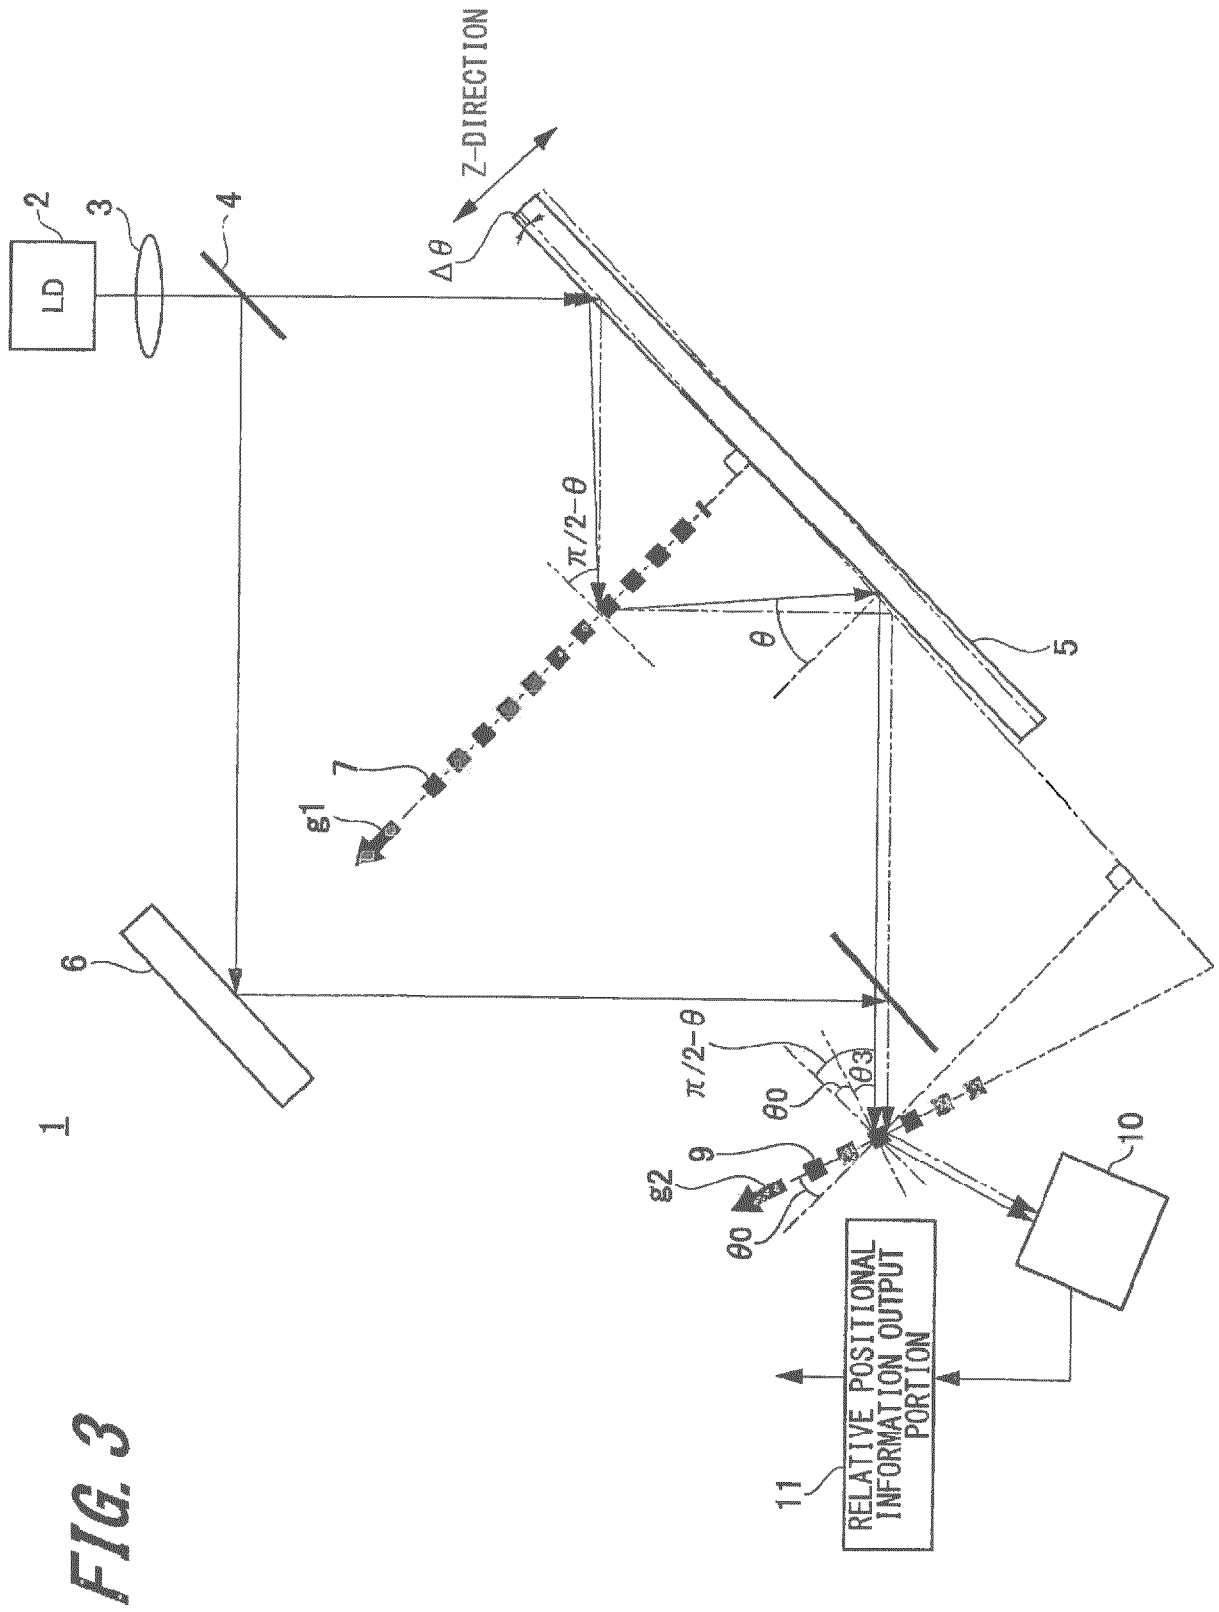 FIG. 3
1
2
LD
3
4
Z-DIRECTION
Δθ
6
g1
7
π/2-θ
θ
5
π/2-θ
θ0
θ3
g2
9
θ0
10
11
RELATIVE POSITIONAL
INFORMATION OUTPUT
PORTION